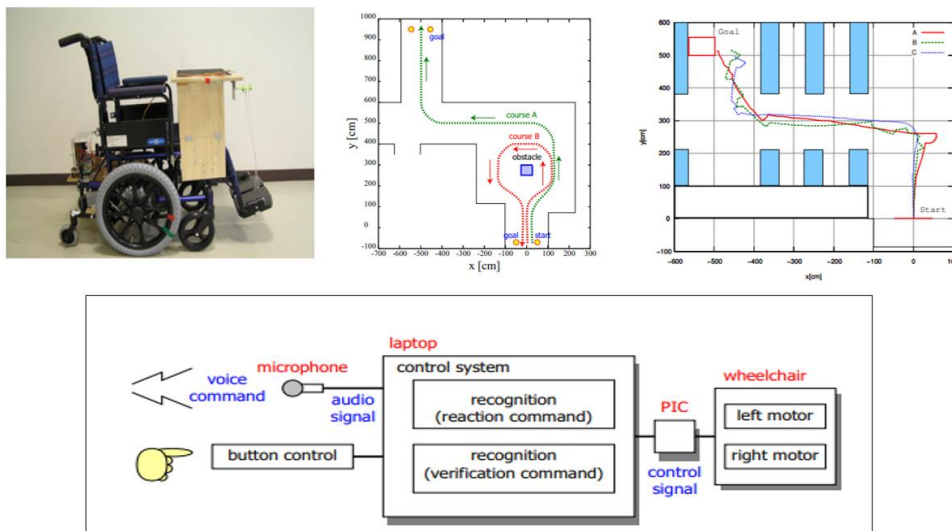 1000
900
800
700
600
500
400
300
200
100
0
-100
y [cm]
-700 -600 -500 -400 -300 -200 -100 0 100 200 300
x [cm]
goal
course A
course B
obstacle
goal
start
600
500
400
300
200
100
0
-100
y[cm]
-600 -500 -400 -300 -200 -100 0 100
x[cm]
Goal
A
B
C
Start
voice
command
microphone
audio
signal
button control
laptop
control system
recognition
(reaction command)
recognition
(verification command)
PIC
control
signal
wheelchair
left motor
right motor